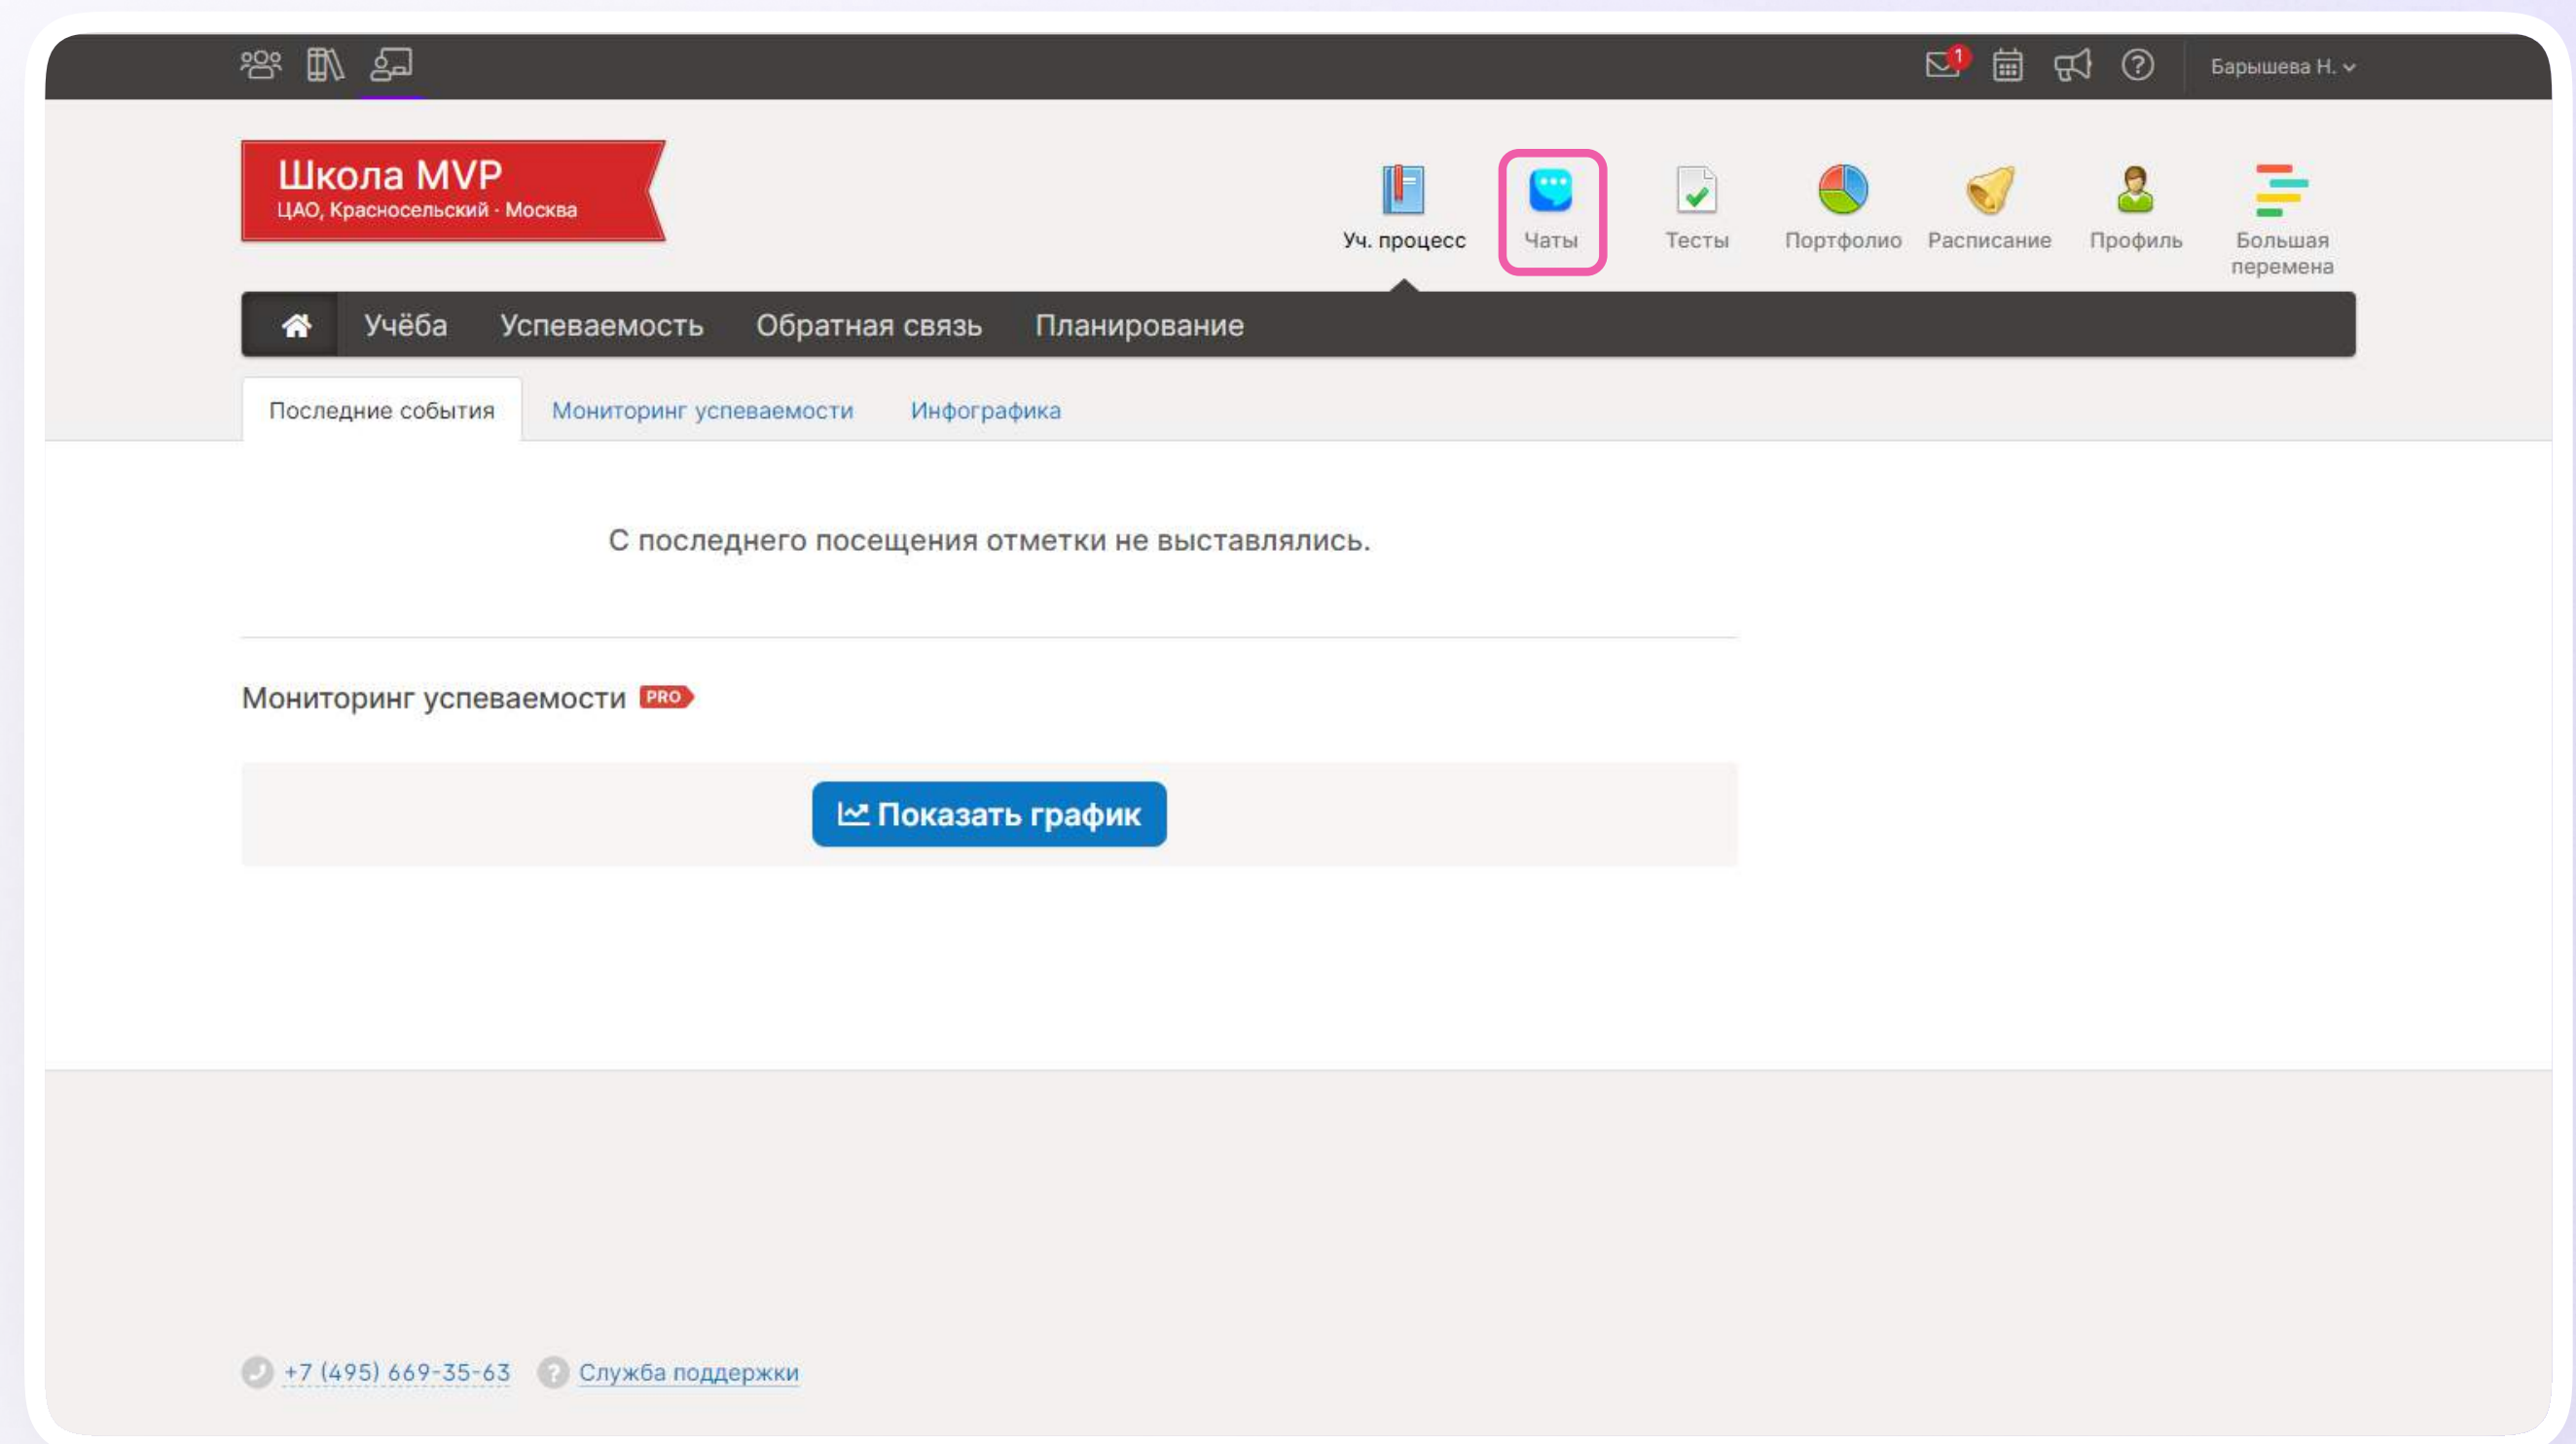 1
Барышева Н.
Школа MVP
ЦАО, Красносельский · Москва
Уч. процесс
Чаты
Тесты
Портфолио
Расписание
Профиль
Большая
перемена
Учёба Успеваемость Обратная связь Планирование
Последние события Мониторинг успеваемости Инфографика
С последнего посещения отметки не выставлялись.
Мониторинг успеваемости PRO
Показать график
+7 (495) 669-35-63 Служба поддержки